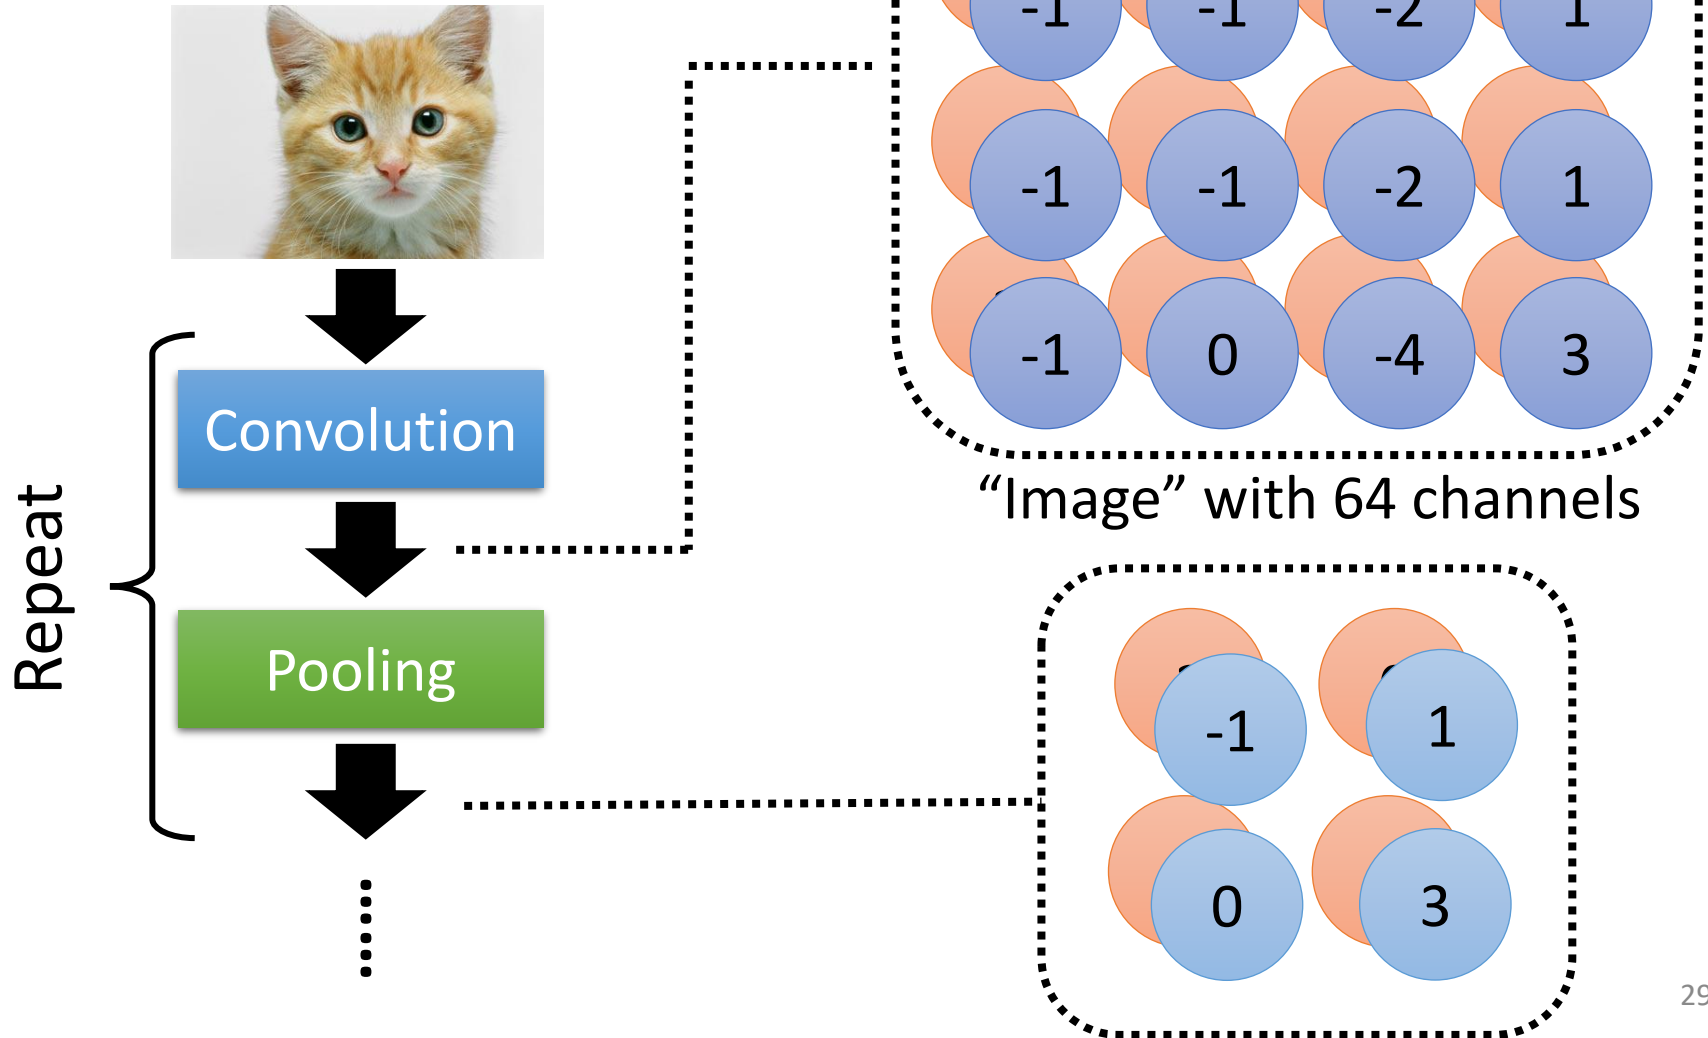 -1 -1 -2 1
-1 -1 -2 1
-1 0 -4 3
“Image” with 64 channels
Convolution
Pooling
Repeat
-1 1
0 3
29